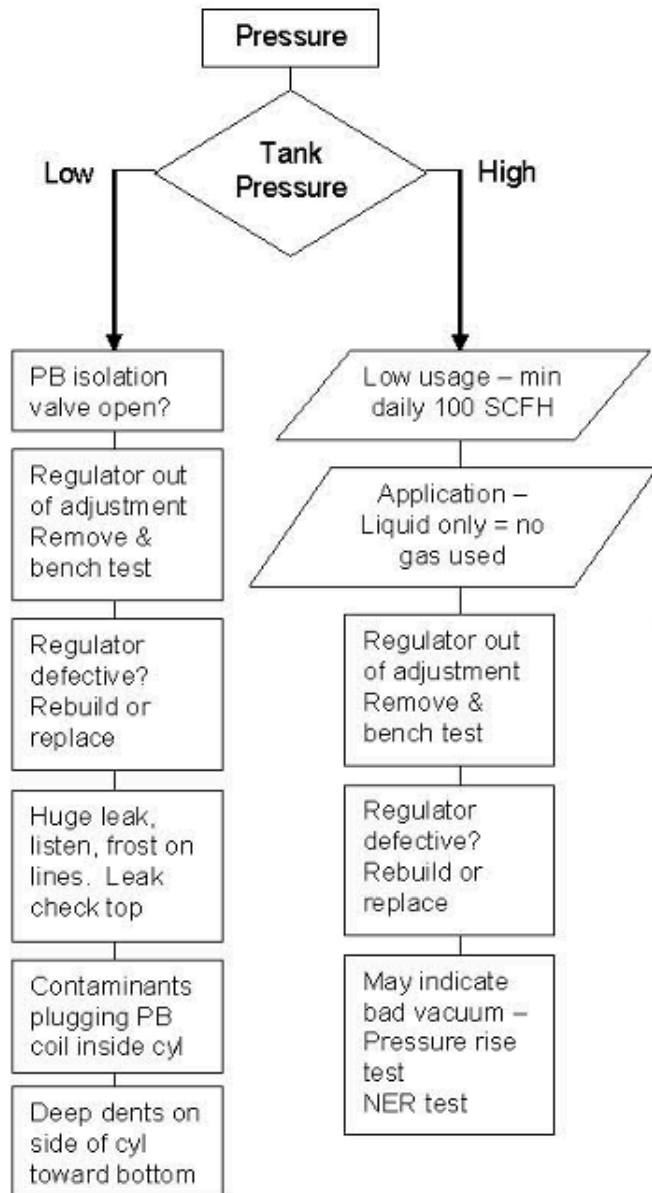 Pressure
Tank
Pressure
Low
High
PB isolation
valve open?
Regulator out
of adjustment
Remove &
bench test
Regulator
defective?
Rebuild or
replace
Huge leak,
listen, frost on
lines. Leak
check top
Contaminants
plugging PB
coil inside cyl
Deep dents on
side of cyl
toward bottom
Low usage – min
daily 100 SCFH
Application –
Liquid only = no
gas used
Regulator out
of adjustment
Remove &
bench test
Regulator
defective?
Rebuild or
replace
May indicate
bad vacuum –
Pressure rise
test
NER test